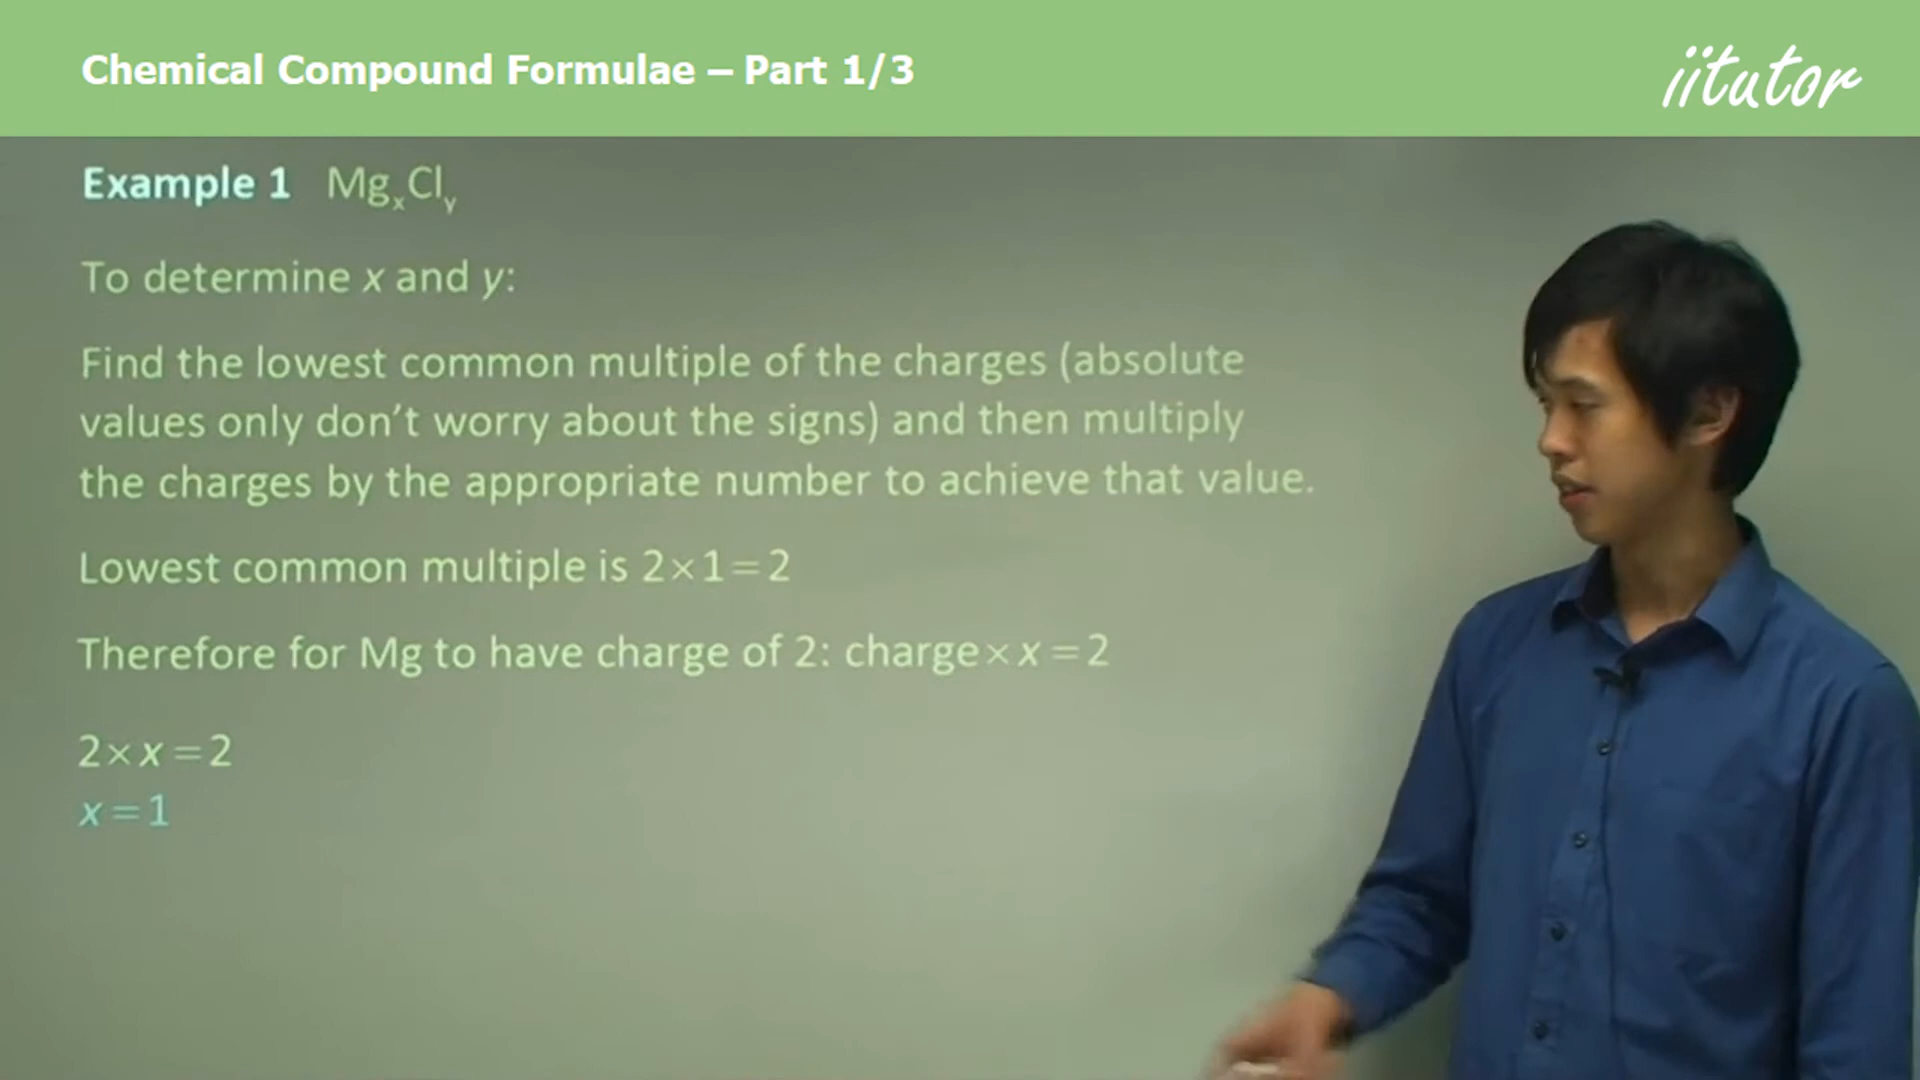 Chemical Compound Formulae – Part 1/3
iitutor
Example 1 MgₓClᵧ
To determine x and y:
Find the lowest common multiple of the charges (absolute
values only don’t worry about the signs) and then multiply
the charges by the appropriate number to achieve that value.
Lowest common multiple is 2×1=2
Therefore for Mg to have charge of 2: charge×x=2
2×x=2
x=1